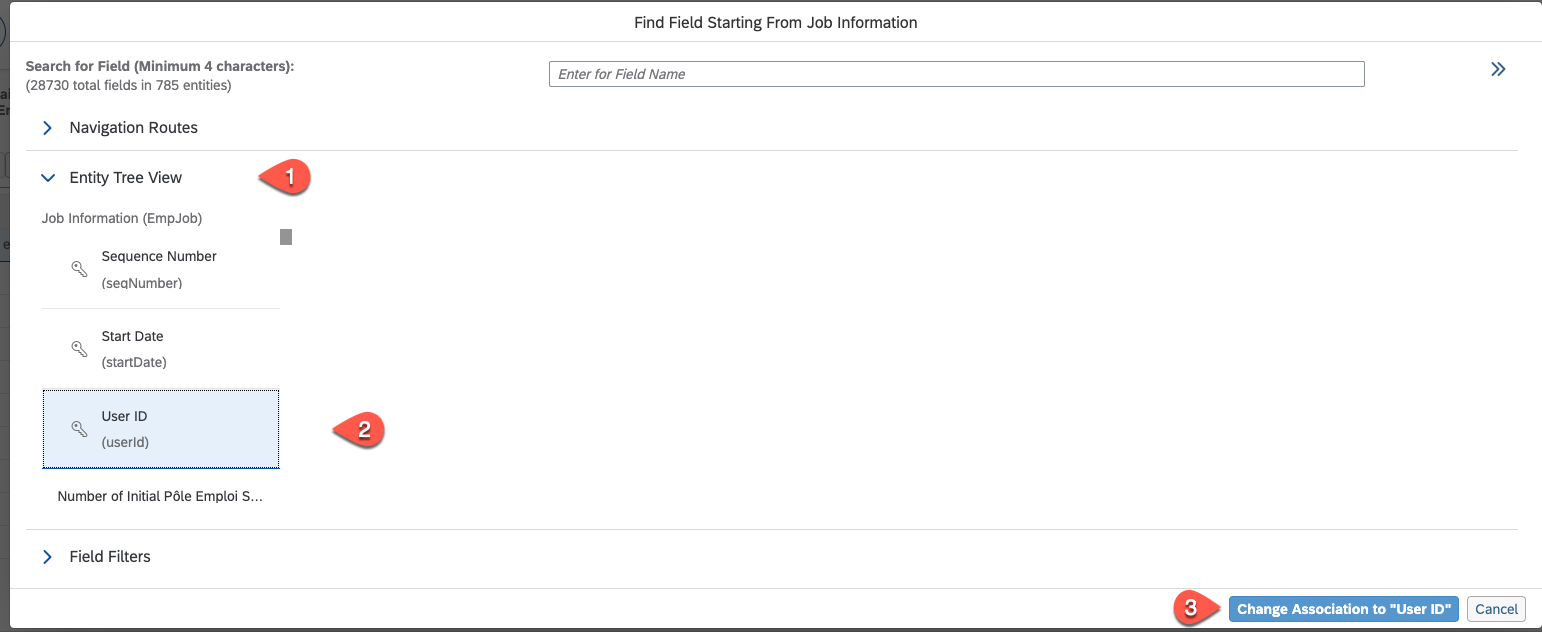 Find Field Starting From Job Information
Search for Field (Minimum 4 characters):
(28730 total fields in 785 entities)
Enter for Field Name
Navigation Routes
Entity Tree View
1
Job Information (EmpJob)
Sequence Number
(seqNumber)
Start Date
(startDate)
User ID
(userId)
2
Number of Initial Pôle Emploi S...
Field Filters
3
Change Association to "User ID"
Cancel